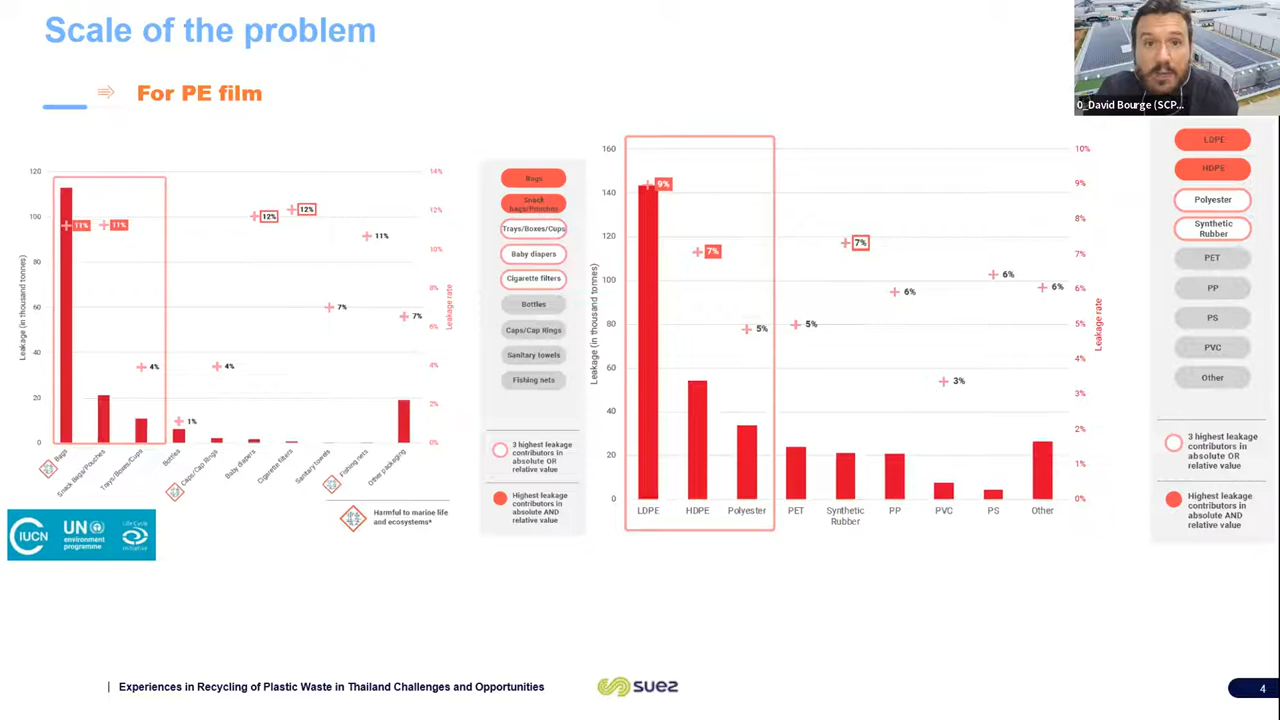 Scale of the problem
⇒ For PE film
0_David Bourge (SCP...
120
100
80
60
40
20
0
Leakage (in thousand tonnes)
14%
12%
10%
8%
6%
4%
2%
0%
Leakage rate
11%
11%
4%
1%
4%
12%
12%
7%
11%
7%
Bags
Snack Bags/Pouches
Trays/Boxes/Cups
Bottles
Caps/Cap Rings
Baby diapers
Cigarette filters
Sanitary towels
Fishing nets
Other packaging
Harmful to marine life
and ecosystems*
Bags
Snack
bags/Pouches
Trays/Boxes/Cups
Baby diapers
Cigarette filters
Bottles
Caps/Cap Rings
Sanitary towels
Fishing nets
3 highest leakage
contributors in
absolute OR
relative value
Highest leakage
contributors in
absolute AND
relative value
160
140
120
100
80
60
40
20
0
Leakage (in thousand tonnes)
10%
9%
8%
7%
6%
5%
4%
3%
2%
1%
0%
Leakage rate
9%
7%
5%
5%
7%
6%
3%
6%
6%
LDPE
HDPE
Polyester
PET
Synthetic
Rubber
PP
PVC
PS
Other
LDPE
HDPE
Polyester
Synthetic
Rubber
PET
PP
PS
PVC
Other
3 highest leakage
contributors in
absolute OR
relative value
Highest leakage
contributors in
absolute AND
relative value
IUCN
UN
environment
programme
Life Cycle
Initiative
Experiences in Recycling of Plastic Waste in Thailand Challenges and Opportunities
suez
4